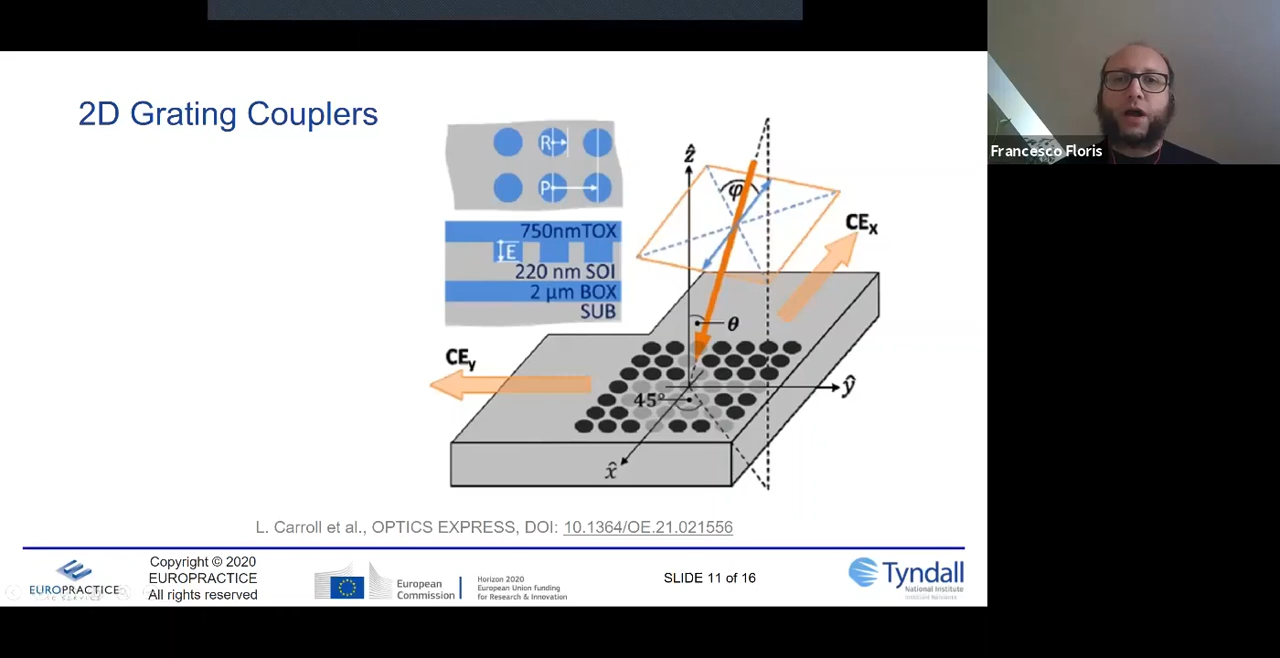 2D Grating Couplers
R
P
750nmTOX
E
220 nm SOI
2 μm BOX
SUB
ẑ
φ
CEx
θ
CEy
45°
ŷ
x̂
L. Carroll et al., OPTICS EXPRESS, DOI: 10.1364/OE.21.021556
EUROPRACTICE
Copyright © 2020
EUROPRACTICE
All rights reserved
European
Commission
Horizon 2020
European Union funding
for Research & Innovation
SLIDE 11 of 16
Tyndall
National Institute
Francesco Floris